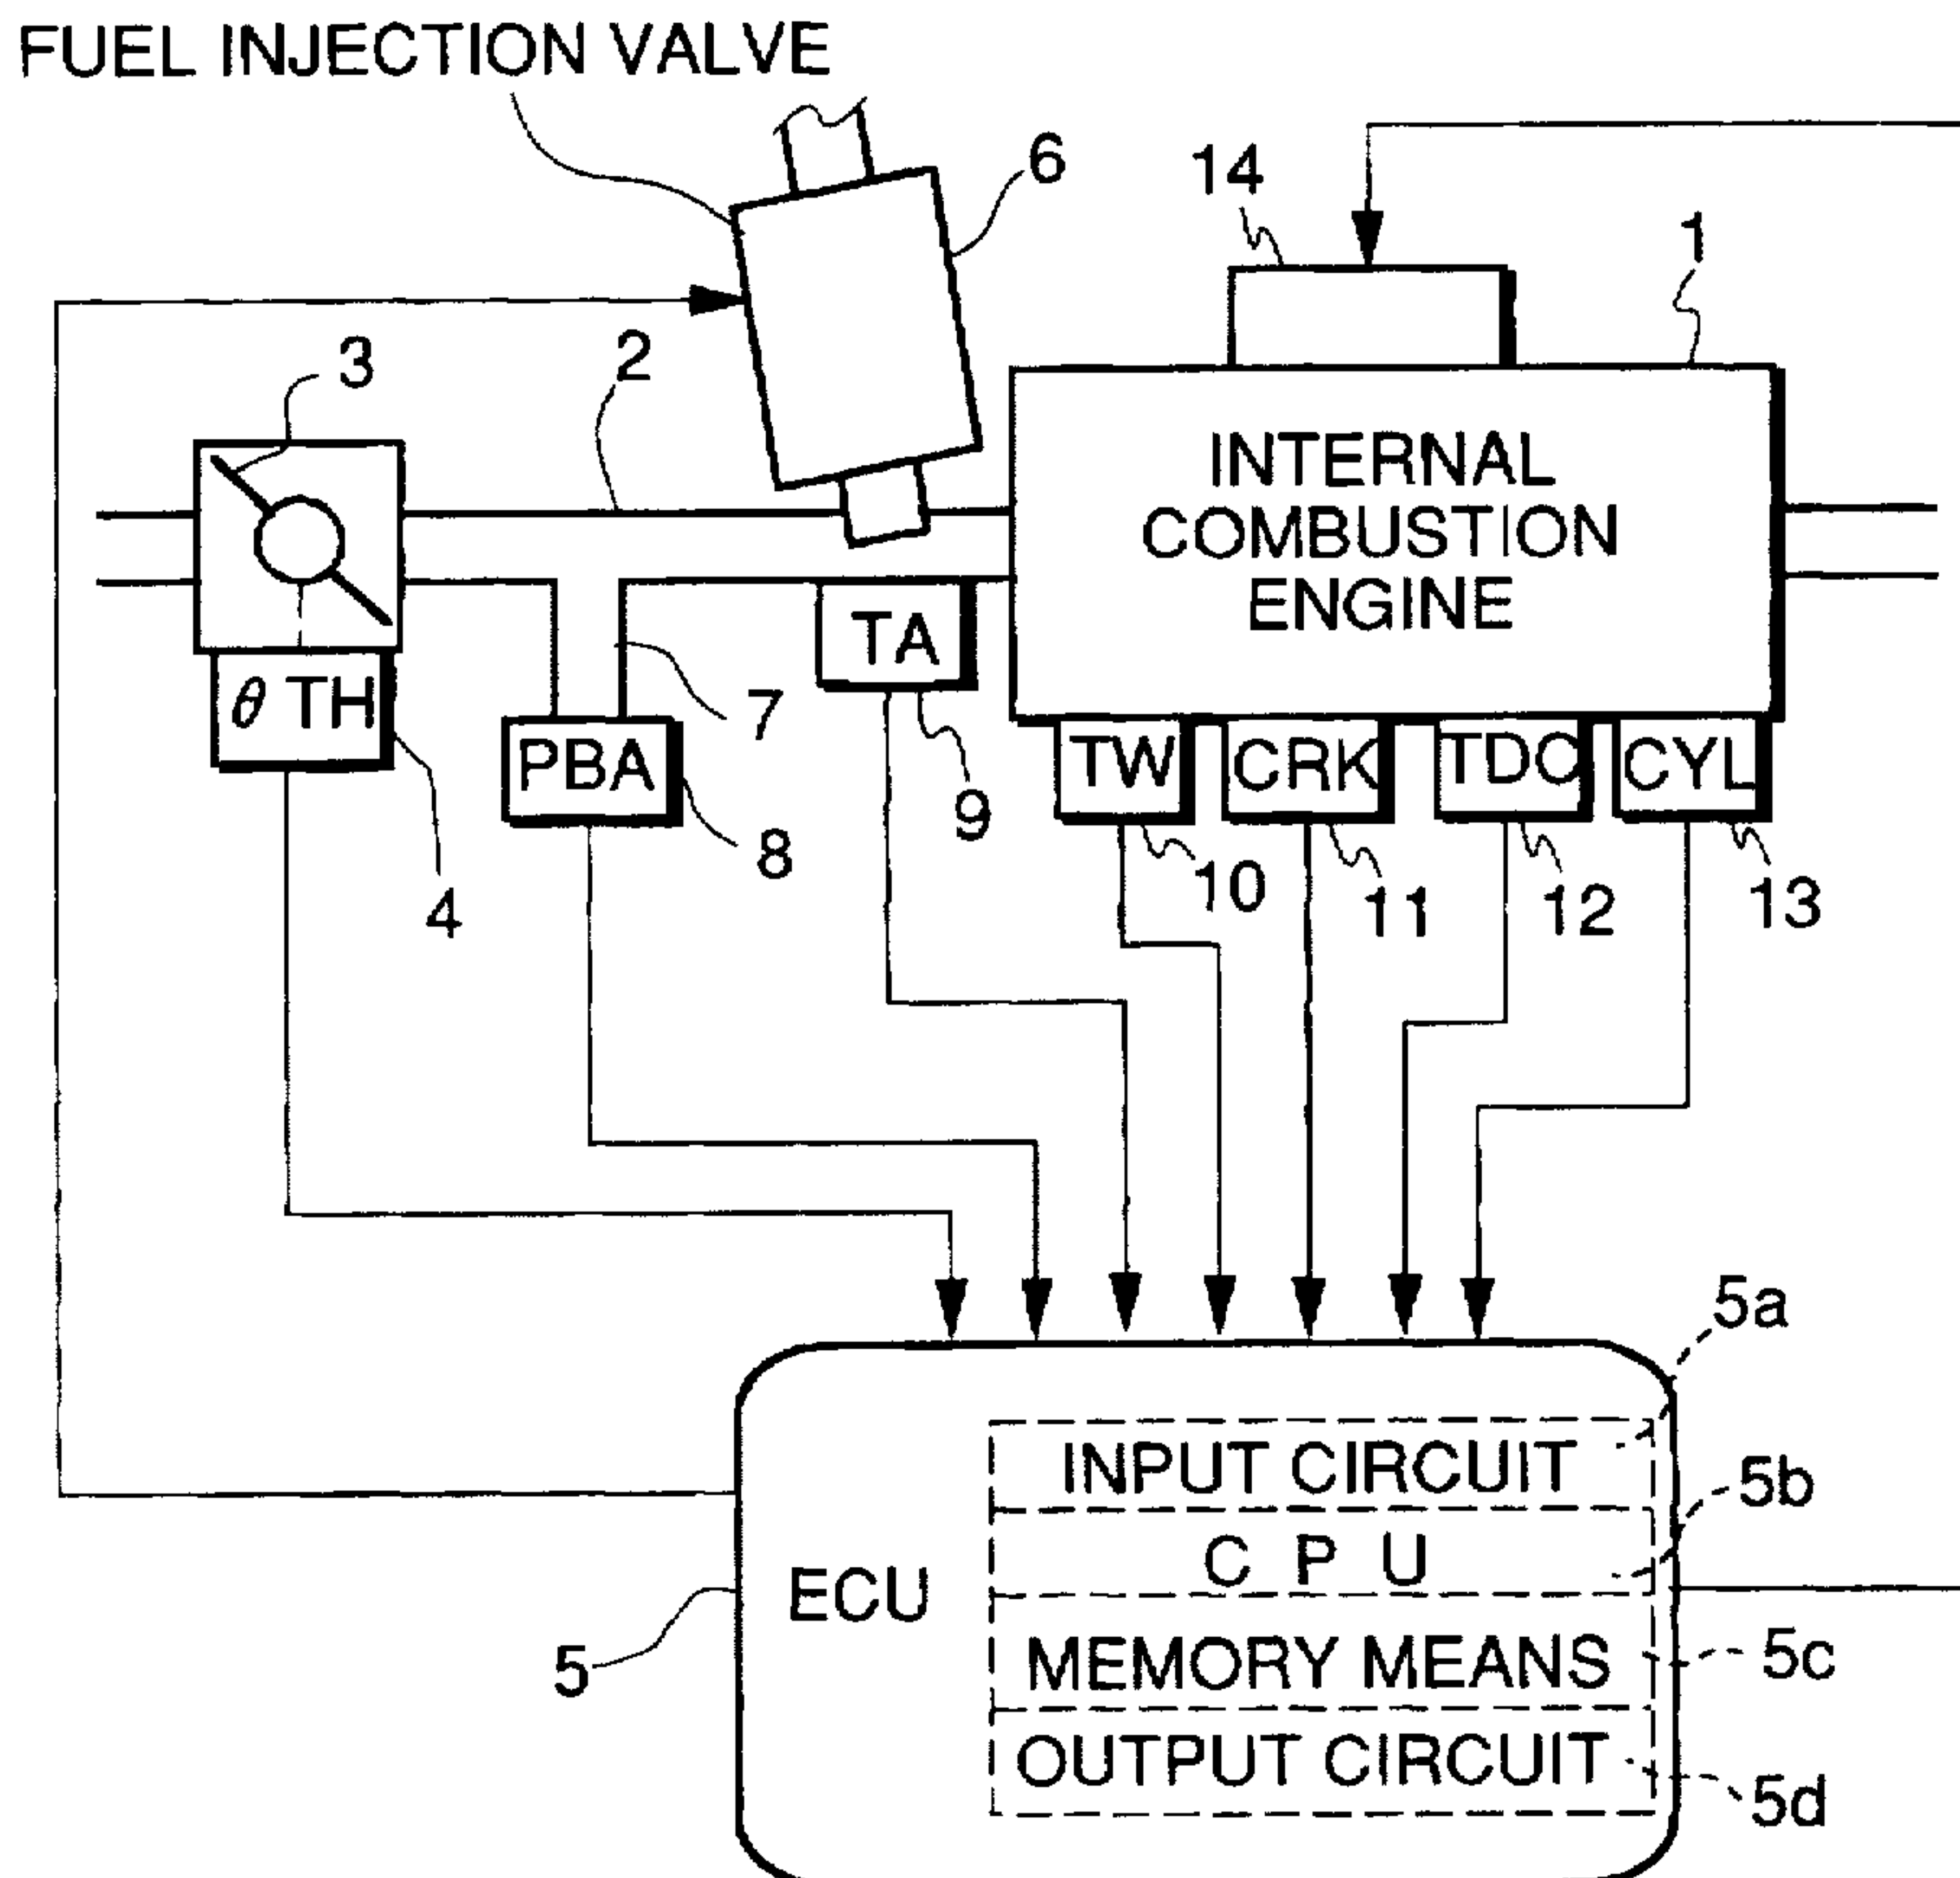 FUEL INJECTION VALVE
6
14
1
3
2
INTERNAL
COMBUSTION
ENGINE
θ TH
TA
7
PBA
TW
CRK
TDC
CYL
9
8
4
10
11
12
13
5a
INPUT CIRCUIT
5b
C P U
ECU
5
MEMORY MEANS
5c
OUTPUT CIRCUIT
5d